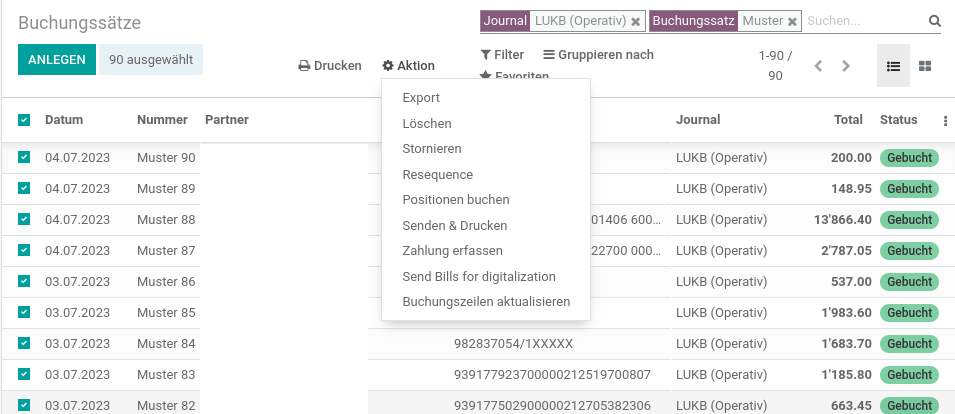 Buchungssätze
Journal LUKB (Operativ) ✖ Buchungssatz Muster ✖ Suchen...
ANLEGEN 90 ausgewählt
Drucken Aktion
Filter Gruppieren nach
Favoriten
1-90 /
90
Export
Löschen
Stornieren
Resequence
Positionen buchen
Senden & Drucken
Zahlung erfassen
Send Bills for digitalization
Buchungszeilen aktualisieren
Datum Nummer Partner Journal Total Status
04.07.2023 Muster 90 LUKB (Operativ) 200.00 Gebucht
04.07.2023 Muster 89 LUKB (Operativ) 148.95 Gebucht
04.07.2023 Muster 88 01406 600... LUKB (Operativ) 13'866.40 Gebucht
04.07.2023 Muster 87 22700 000... LUKB (Operativ) 2'787.05 Gebucht
03.07.2023 Muster 86 LUKB (Operativ) 537.00 Gebucht
03.07.2023 Muster 85 LUKB (Operativ) 1'983.60 Gebucht
03.07.2023 Muster 84 982837054/1XXXXX LUKB (Operativ) 1'683.70 Gebucht
03.07.2023 Muster 83 939177923700000212519700807 LUKB (Operativ) 1'185.80 Gebucht
03.07.2023 Muster 82 939177502900000212705382306 LUKB (Operativ) 663.45 Gebucht